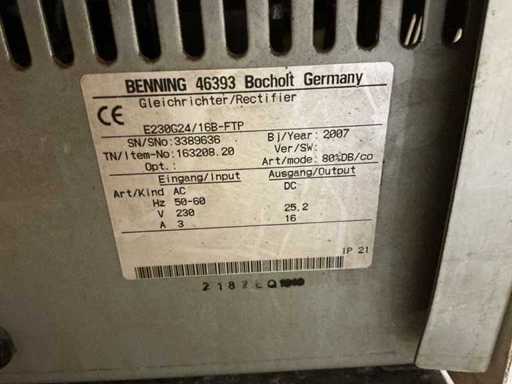 BENNING 46393 Bocholt Germany
CE Gleichrichter/Rectifier
E230G24/16B-FTP
SN/SNo: 3389636 Bj/Year: 2007
TN/Item-No: 163208.20 Ver/SW:
Opt.: Art/mode: 80%DB/co
Eingang/Input Ausgang/Output
Art/Kind AC DC
Hz 50-60
V 230 25,2
A 3 16
IP 21